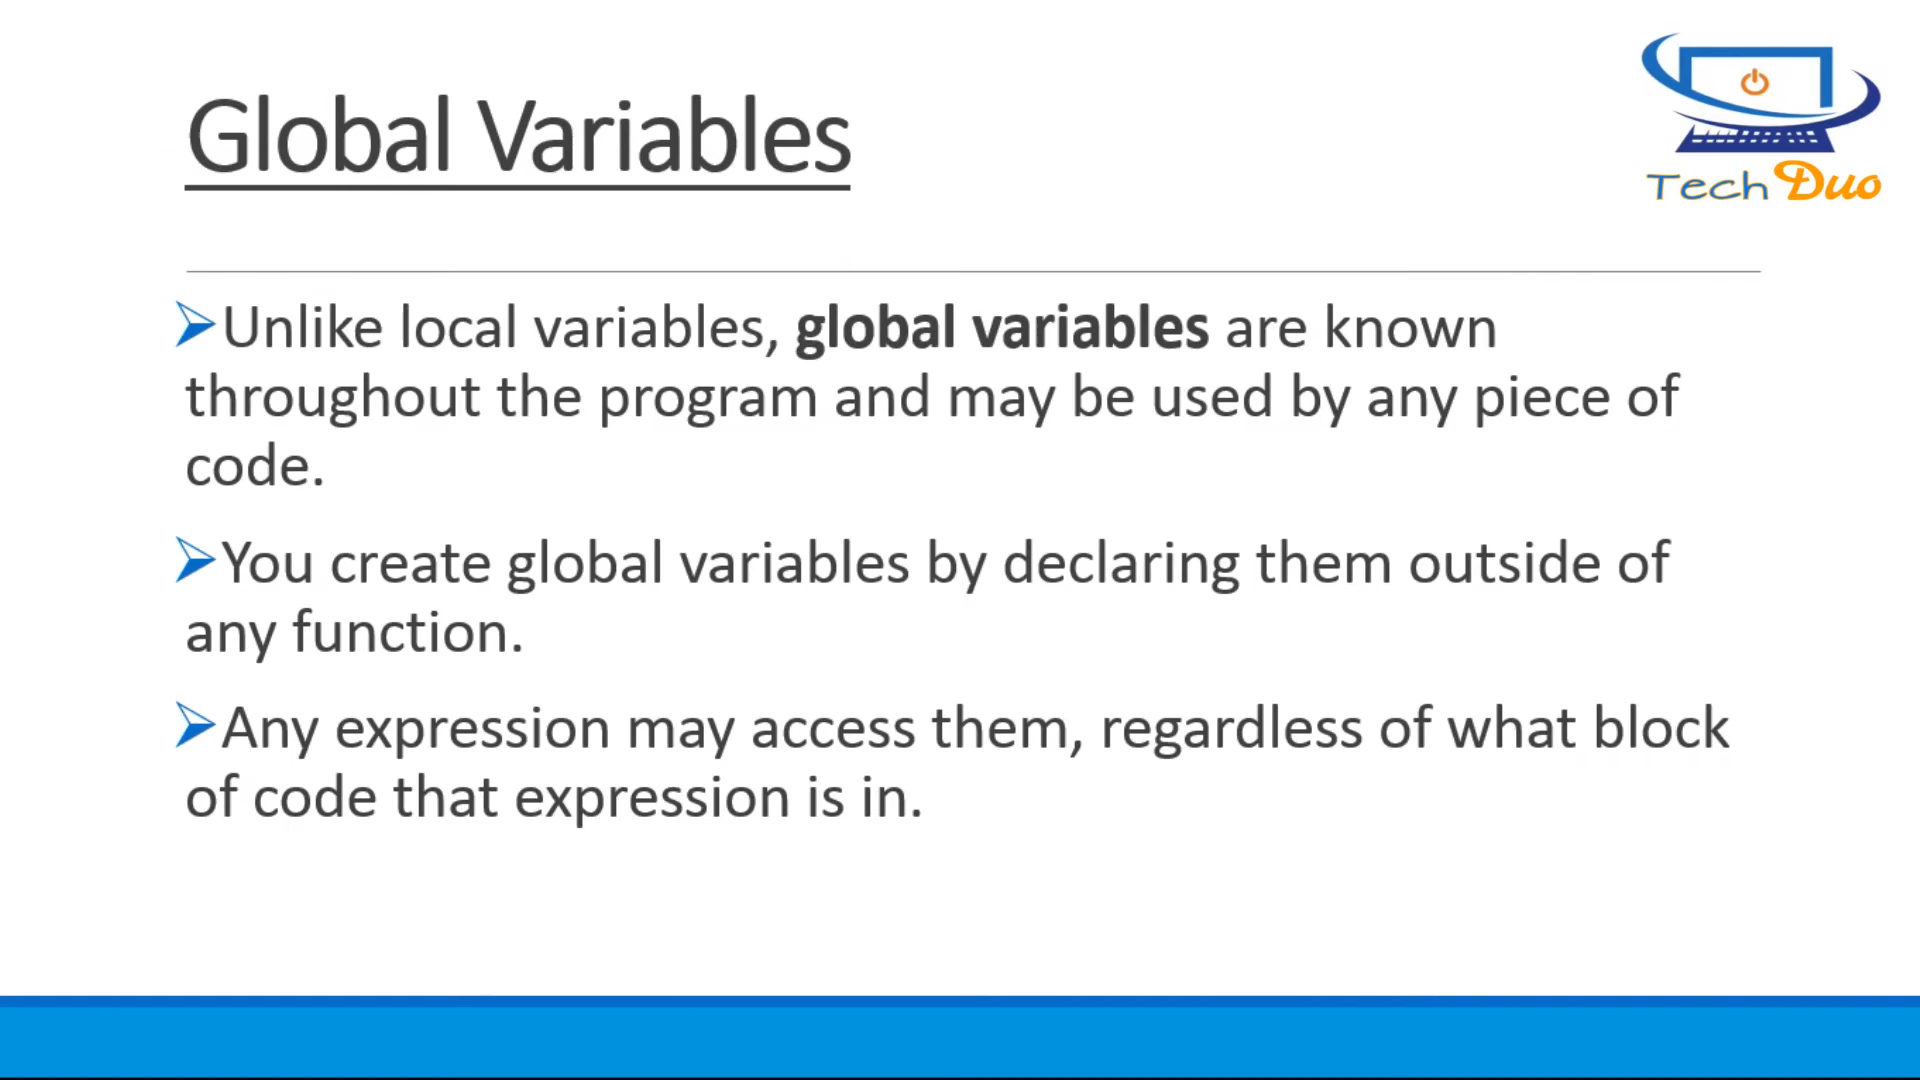 Global Variables
Tech Duo
➢Unlike local variables, global variables are known
throughout the program and may be used by any piece of
code.
➢You create global variables by declaring them outside of
any function.
➢Any expression may access them, regardless of what block
of code that expression is in.